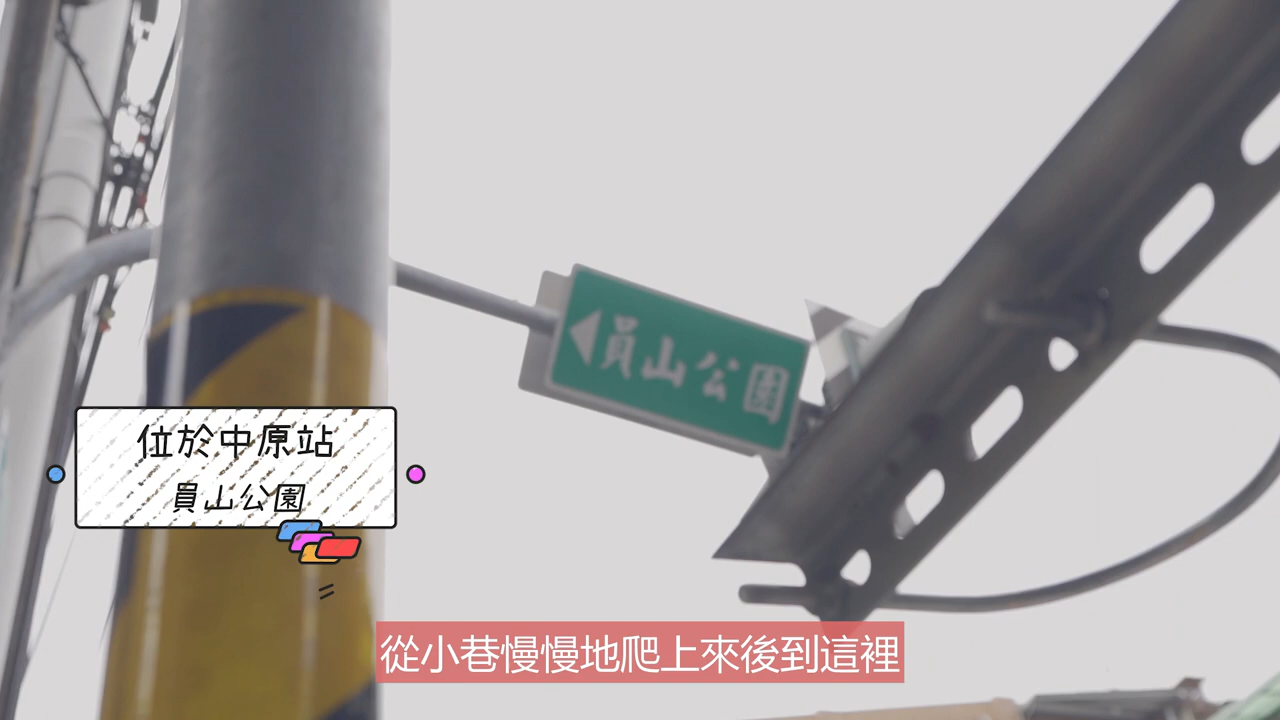 員山公園
位於中原站
員山公園
從小巷慢慢地爬上來後到這裡